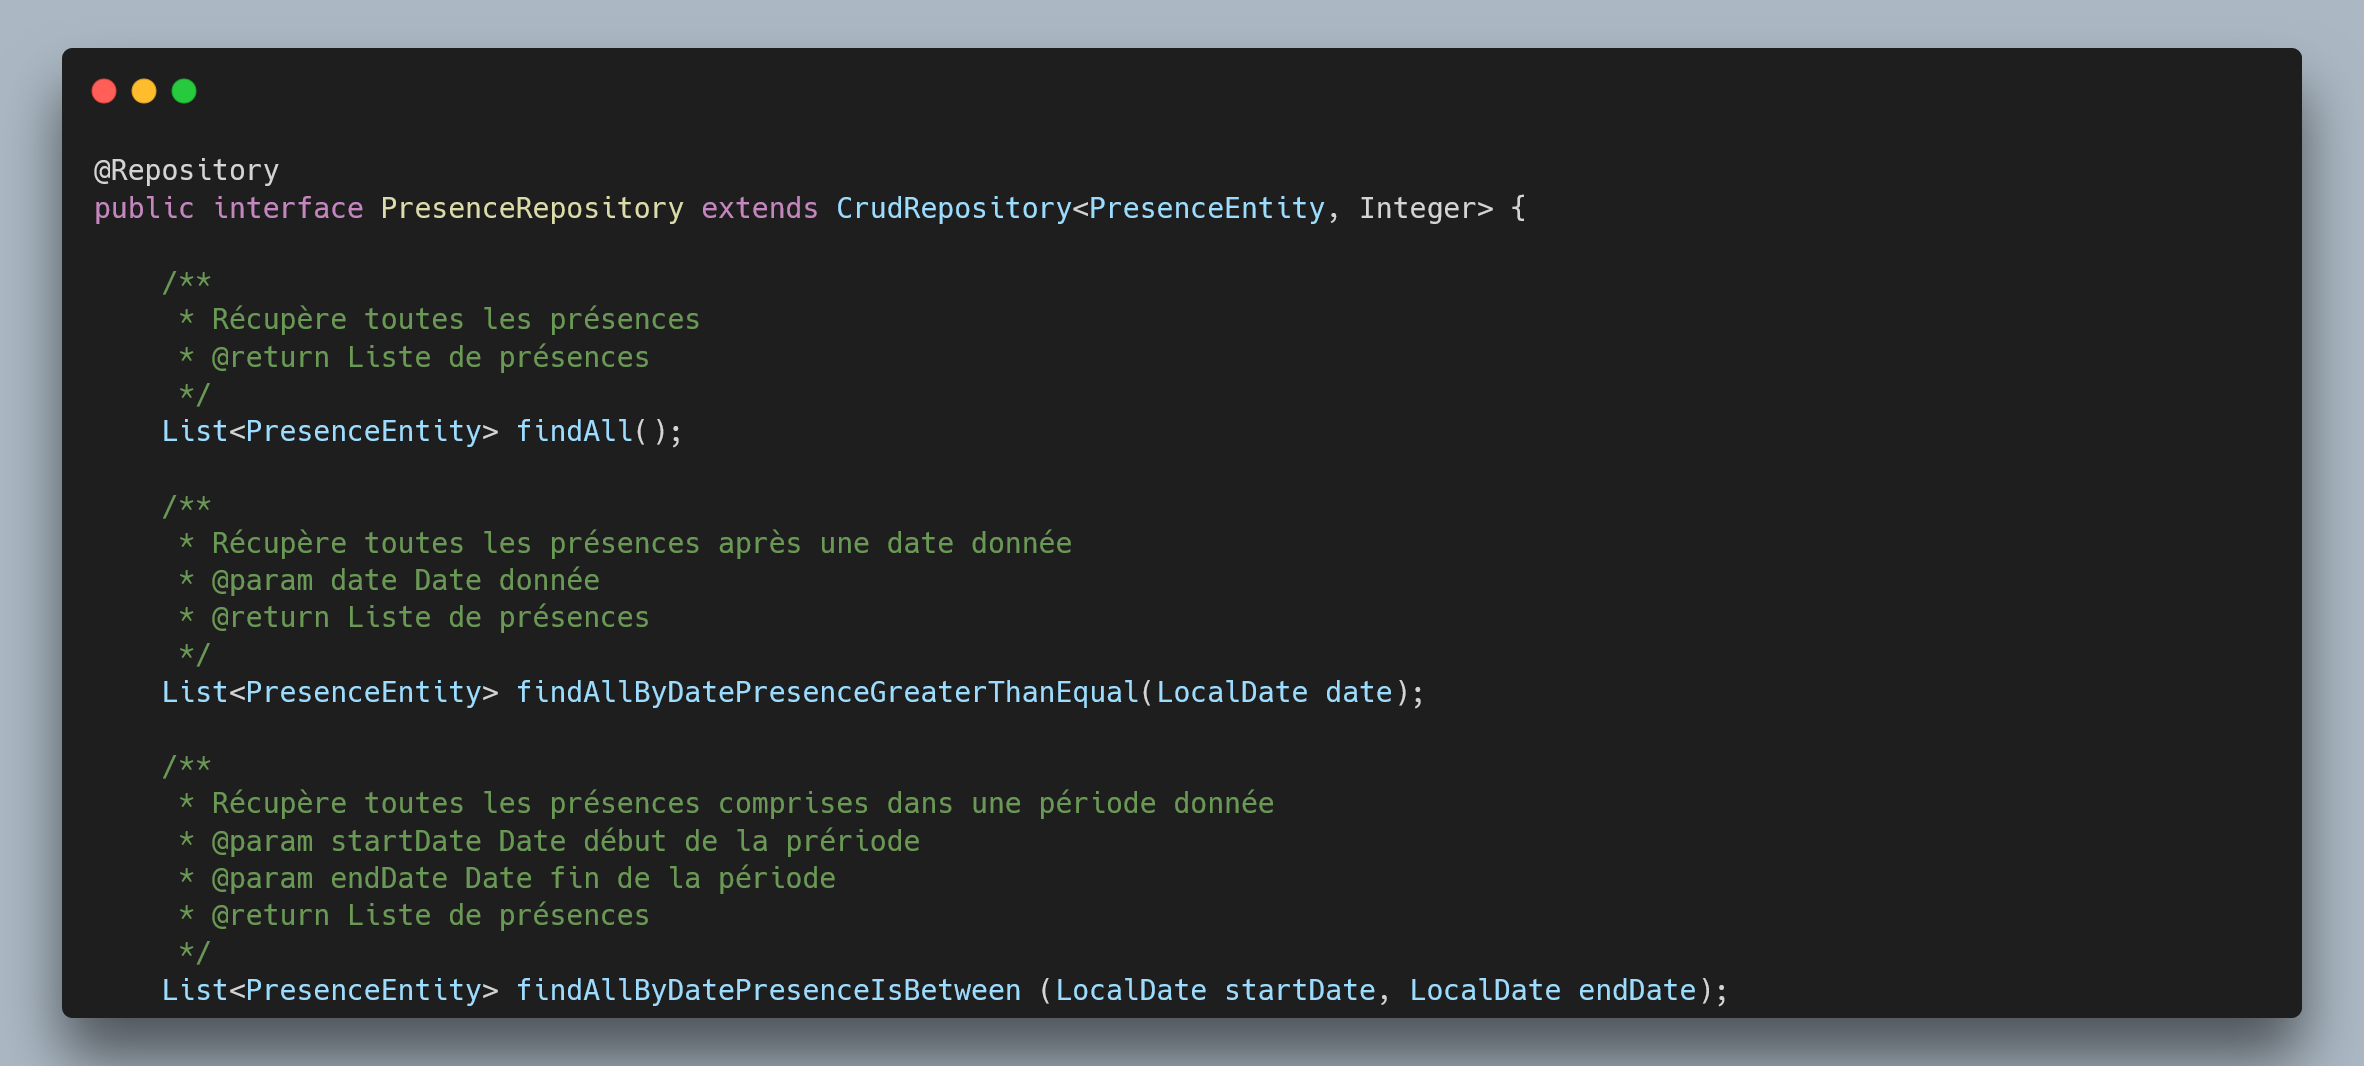 @Repository
public interface PresenceRepository extends CrudRepository<PresenceEntity, Integer> {
/**
* Récupère toutes les présences
* @return Liste de présences
*/
List<PresenceEntity> findAll();
/**
* Récupère toutes les présences après une date donnée
* @param date Date donnée
* @return Liste de présences
*/
List<PresenceEntity> findAllByDatePresenceGreaterThanEqual(LocalDate date);
/**
* Récupère toutes les présences comprises dans une période donnée
* @param startDate Date début de la prériode
* @param endDate Date fin de la période
* @return Liste de présences
*/
List<PresenceEntity> findAllByDatePresenceIsBetween (LocalDate startDate, LocalDate endDate);